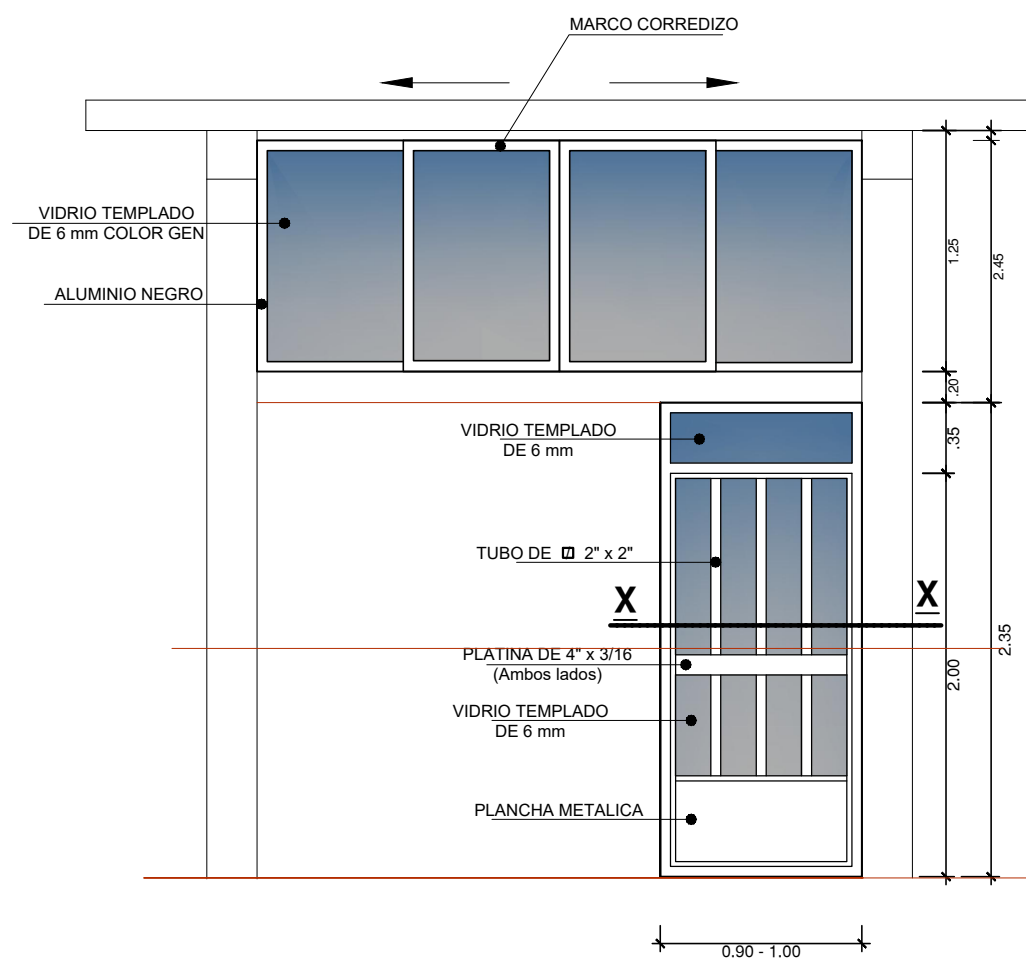 MARCO CORREDIZO
VIDRIO TEMPLADO
DE 6 mm COLOR GEN
ALUMINIO NEGRO
1.25
2.45
.20
.35
VIDRIO TEMPLADO
DE 6 mm
TUBO DE 2" x 2"
X X
PLATINA DE 4" x 3/16
(Ambos lados)
2.00
2.35
VIDRIO TEMPLADO
DE 6 mm
PLANCHA METALICA
0.90 - 1.00